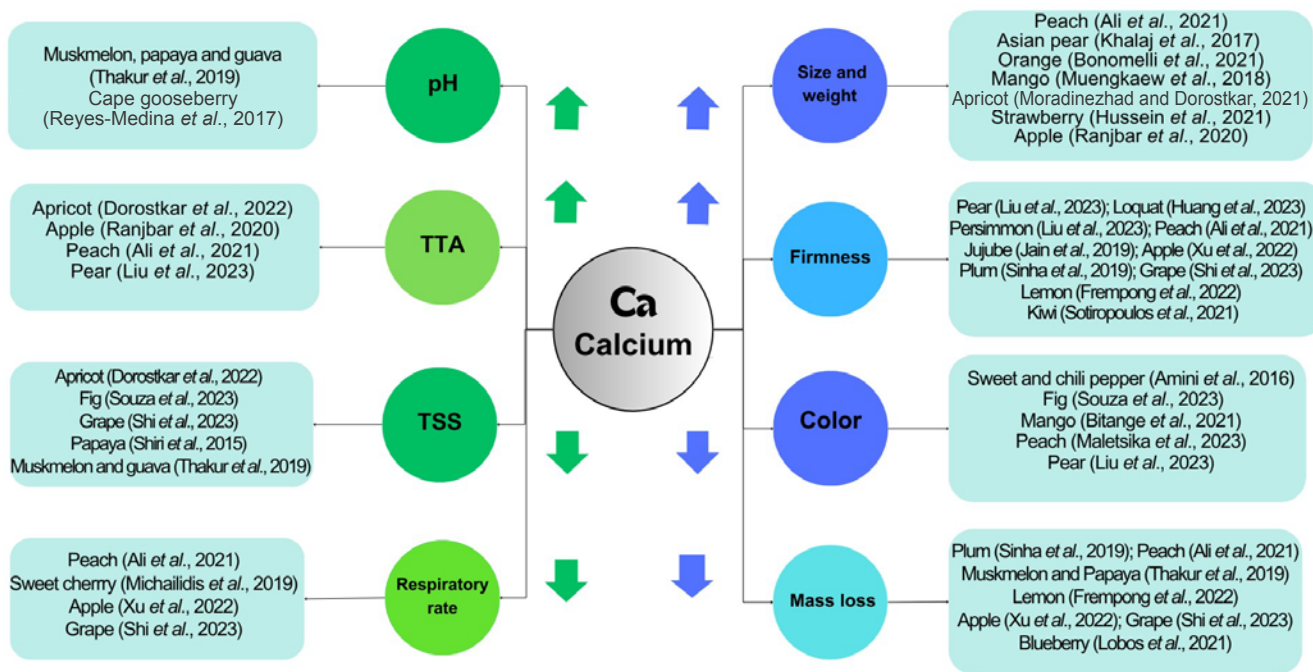 Muskmelon, papaya and guava
(Thakur et al., 2019)
Cape gooseberry
(Reyes-Medina et al., 2017)
pH
Apricot (Dorostkar et al., 2022)
Apple (Ranjbar et al., 2020)
Peach (Ali et al., 2021)
Pear (Liu et al., 2023)
TTA
Apricot (Dorostkar et al., 2022)
Fig (Souza et al., 2023)
Grape (Shi et al., 2023)
Papaya (Shiri et al., 2015)
Muskmelon and guava (Thakur et al., 2019)
TSS
Peach (Ali et al., 2021)
Sweet cherrry (Michailidis et al., 2019)
Apple (Xu et al., 2022)
Grape (Shi et al., 2023)
Respiratory
rate
Ca
Calcium
Size and
weight
Peach (Ali et al., 2021)
Asian pear (Khalaj et al., 2017)
Orange (Bonomelli et al., 2021)
Mango (Muengkaew et al., 2018)
Apricot (Moradinezhad and Dorostkar, 2021)
Strawberry (Hussein et al., 2021)
Apple (Ranjbar et al., 2020)
Firmness
Pear (Liu et al., 2023); Loquat (Huang et al., 2023)
Persimmon (Liu et al., 2023); Peach (Ali et al., 2021)
Jujube (Jain et al., 2019); Apple (Xu et al., 2022)
Plum (Sinha et al., 2019); Grape (Shi et al., 2023)
Lemon (Frempong et al., 2022)
Kiwi (Sotiropoulos et al., 2021)
Color
Sweet and chili pepper (Amini et al., 2016)
Fig (Souza et al., 2023)
Mango (Bitange et al., 2021)
Peach (Maletsika et al., 2023)
Pear (Liu et al., 2023)
Mass loss
Plum (Sinha et al., 2019); Peach (Ali et al., 2021)
Muskmelon and Papaya (Thakur et al., 2019)
Lemon (Frempong et al., 2022)
Apple (Xu et al., 2022); Grape (Shi et al., 2023)
Blueberry (Lobos et al., 2021)